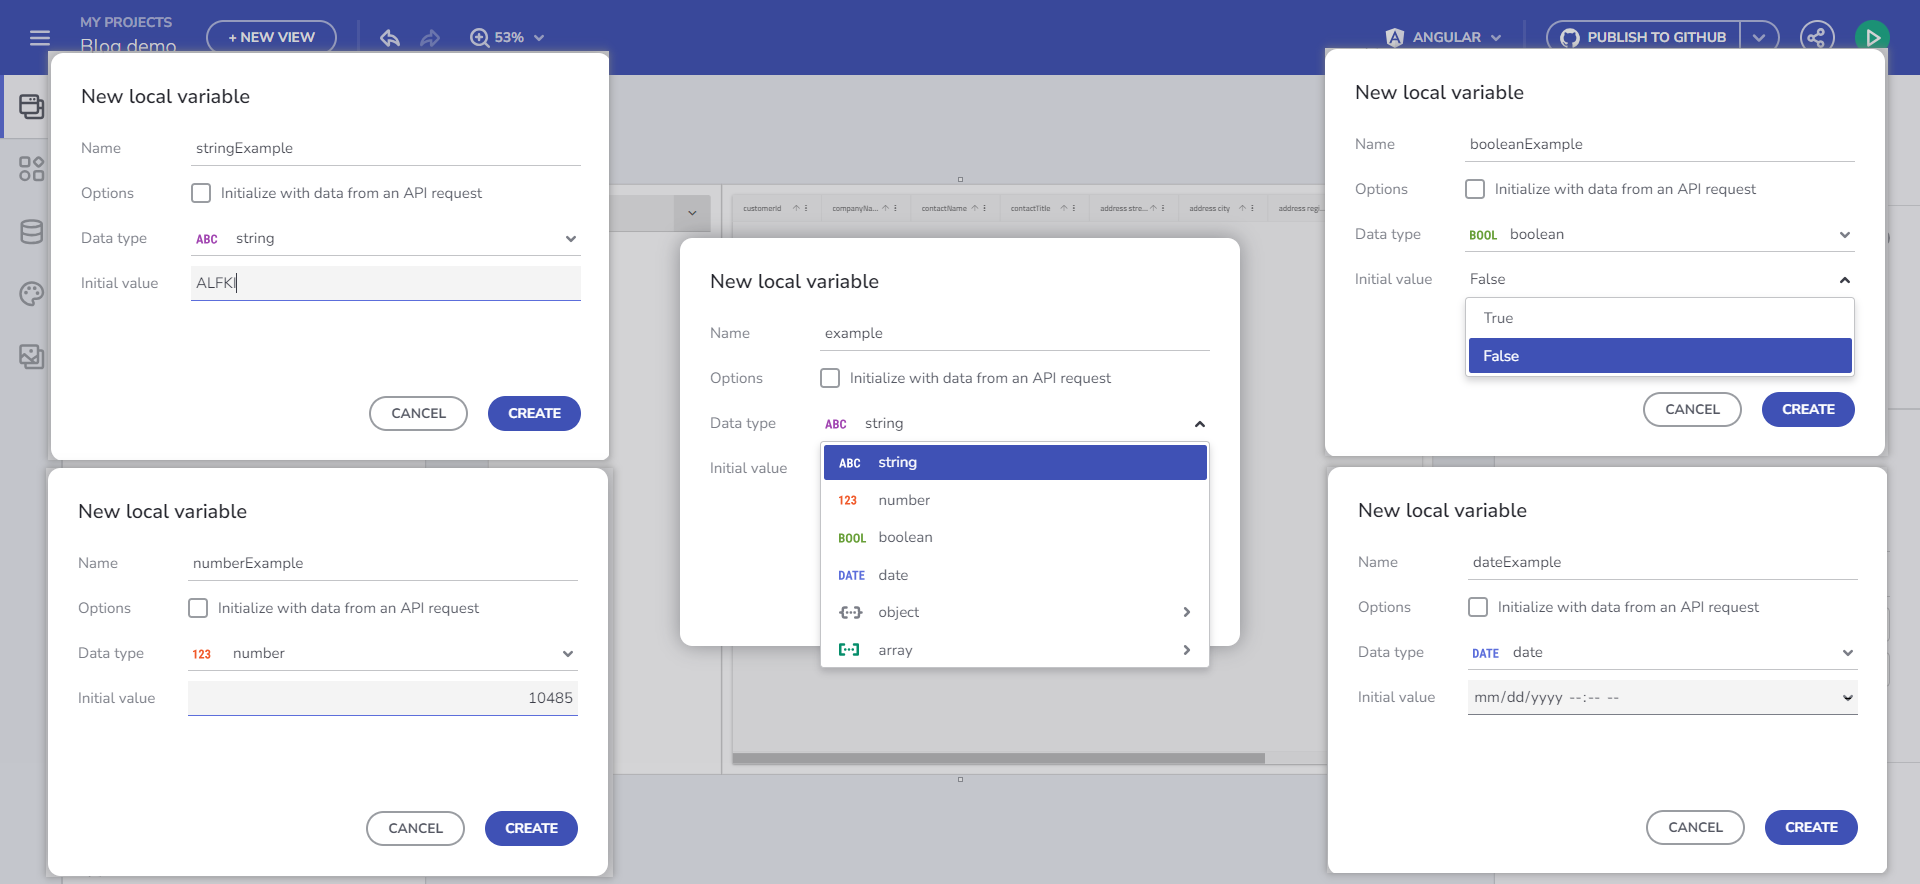 MY PROJECTS
Blog demo
+ NEW VIEW
53%
ANGULAR
PUBLISH TO GITHUB
New local variable
Name
stringExample
Options
Initialize with data from an API request
Data type
ABC string
Initial value
ALFKI
CANCEL
CREATE
New local variable
Name
numberExample
Options
Initialize with data from an API request
Data type
123 number
Initial value
10485
CANCEL
CREATE
customerId
companyNa...
contactName
contactTitle
address stre...
address city
address regi...
New local variable
Name
example
Options
Initialize with data from an API request
Data type
ABC string
Initial value
ABC string
123 number
BOOL boolean
DATE date
object
array
New local variable
Name
booleanExample
Options
Initialize with data from an API request
Data type
BOOL boolean
Initial value
False
True
False
CANCEL
CREATE
New local variable
Name
dateExample
Options
Initialize with data from an API request
Data type
DATE date
Initial value
mm/dd/yyyy --:-- --
CANCEL
CREATE